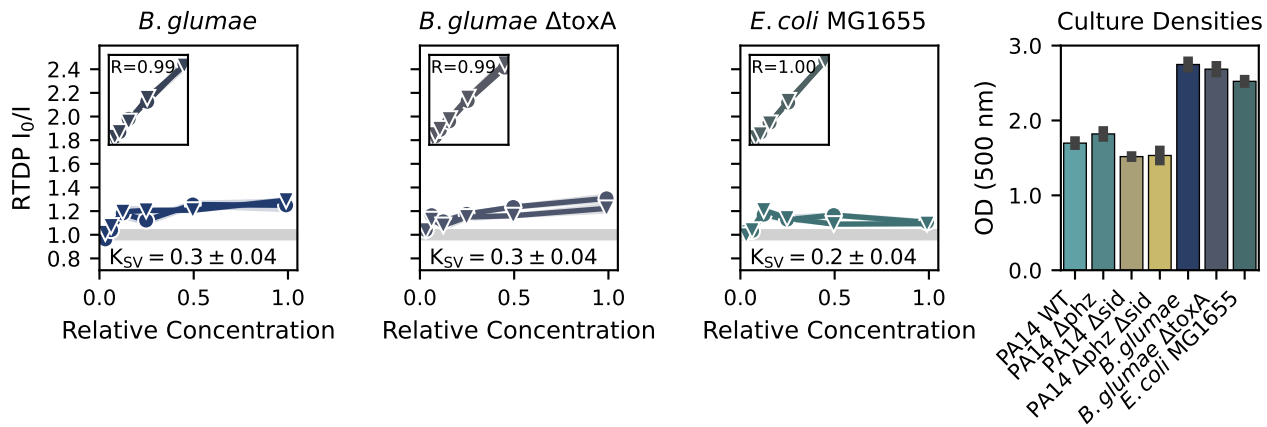 B. glumae
B. glumae ΔtoxA
E. coli MG1655
Culture Densities
RTDP I0/I
2.4
2.2
2.0
1.8
1.6
1.4
1.2
1.0
0.8
R=0.99
KSV = 0.3 ± 0.04
0.0
0.5
1.0
Relative Concentration
R=0.99
KSV = 0.3 ± 0.04
0.0
0.5
1.0
Relative Concentration
R=1.00
KSV = 0.2 ± 0.04
0.0
0.5
1.0
Relative Concentration
OD (500 nm)
3.0
2.0
1.0
0.0
PA14 WT
PA14 Δphz
PA14 Δsid
PA14 Δphz Δsid
B. glumae
B. glumae ΔtoxA
E. coli MG1655